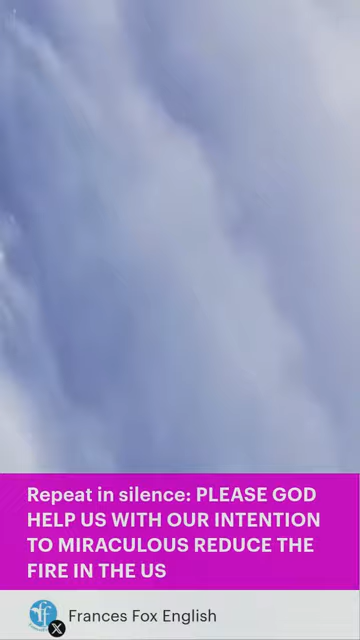 Repeat in silence: PLEASE GOD
HELP US WITH OUR INTENTION
TO MIRACULOUS REDUCE THE
FIRE IN THE US
ff
X
Frances Fox English